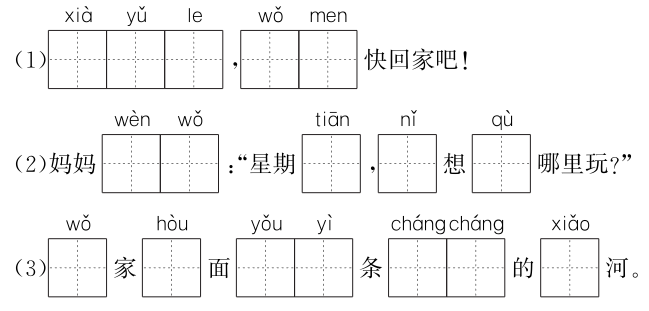 xià yǔ le wǒ men
(1) , 快回家吧!
wèn wǒ tiān nǐ qù
(2)妈妈 :“星期 , 想 哪里玩?”
wǒ hòu yǒu yì cháng cháng xiǎo
(3) 家 面 条 的 河。